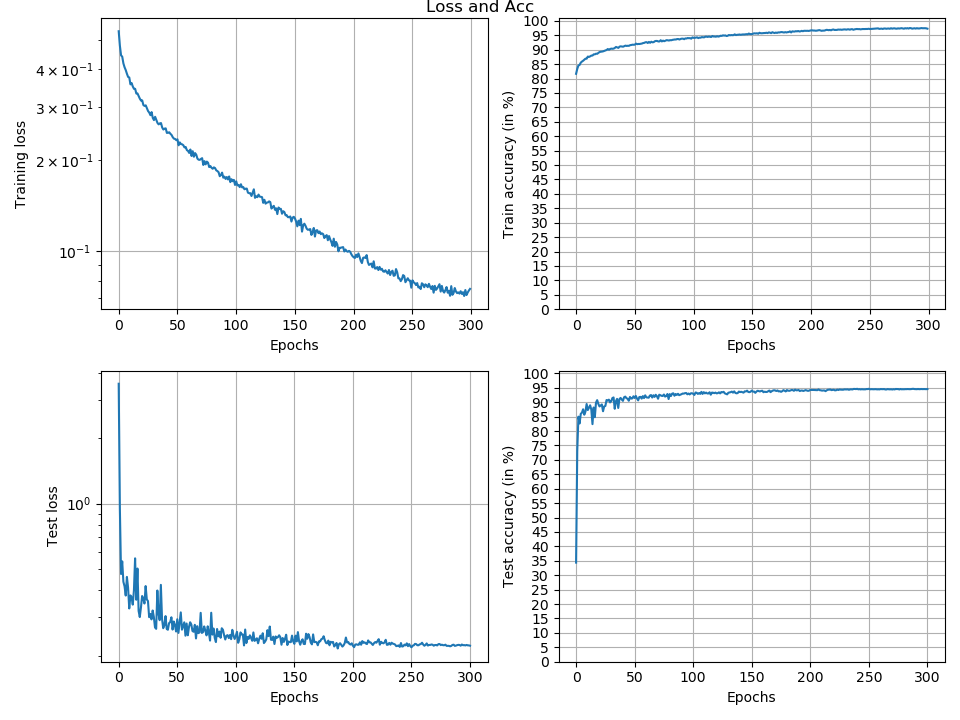 Loss and Acc
4 × 10⁻¹
3 × 10⁻¹
2 × 10⁻¹
10⁻¹
Training loss
0 50 100 150 200 250 300
Epochs
100
95
90
85
80
75
70
65
60
55
50
45
40
35
30
25
20
15
10
5
0
Train accuracy (in %)
0 50 100 150 200 250 300
Epochs
10⁰
Test loss
0 50 100 150 200 250 300
Epochs
100
95
90
85
80
75
70
65
60
55
50
45
40
35
30
25
20
15
10
5
0
Test accuracy (in %)
0 50 100 150 200 250 300
Epochs